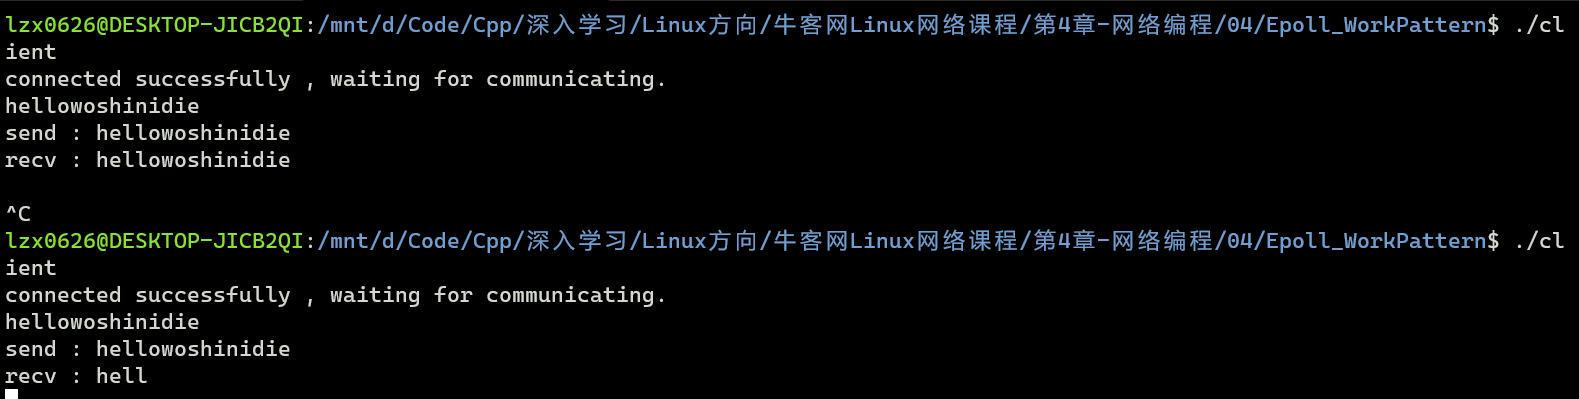 lzx0626@DESKTOP-JICB2QI:/mnt/d/Code/Cpp/深入学习/Linux方向/牛客网Linux网络课程/第4章-网络编程/04/Epoll_WorkPattern$ ./cl
ient
connected successfully , waiting for communicating.
hellowoshinidie
send : hellowoshinidie
recv : hellowoshinidie
^C
lzx0626@DESKTOP-JICB2QI:/mnt/d/Code/Cpp/深入学习/Linux方向/牛客网Linux网络课程/第4章-网络编程/04/Epoll_WorkPattern$ ./cl
ient
connected successfully , waiting for communicating.
hellowoshinidie
send : hellowoshinidie
recv : hell